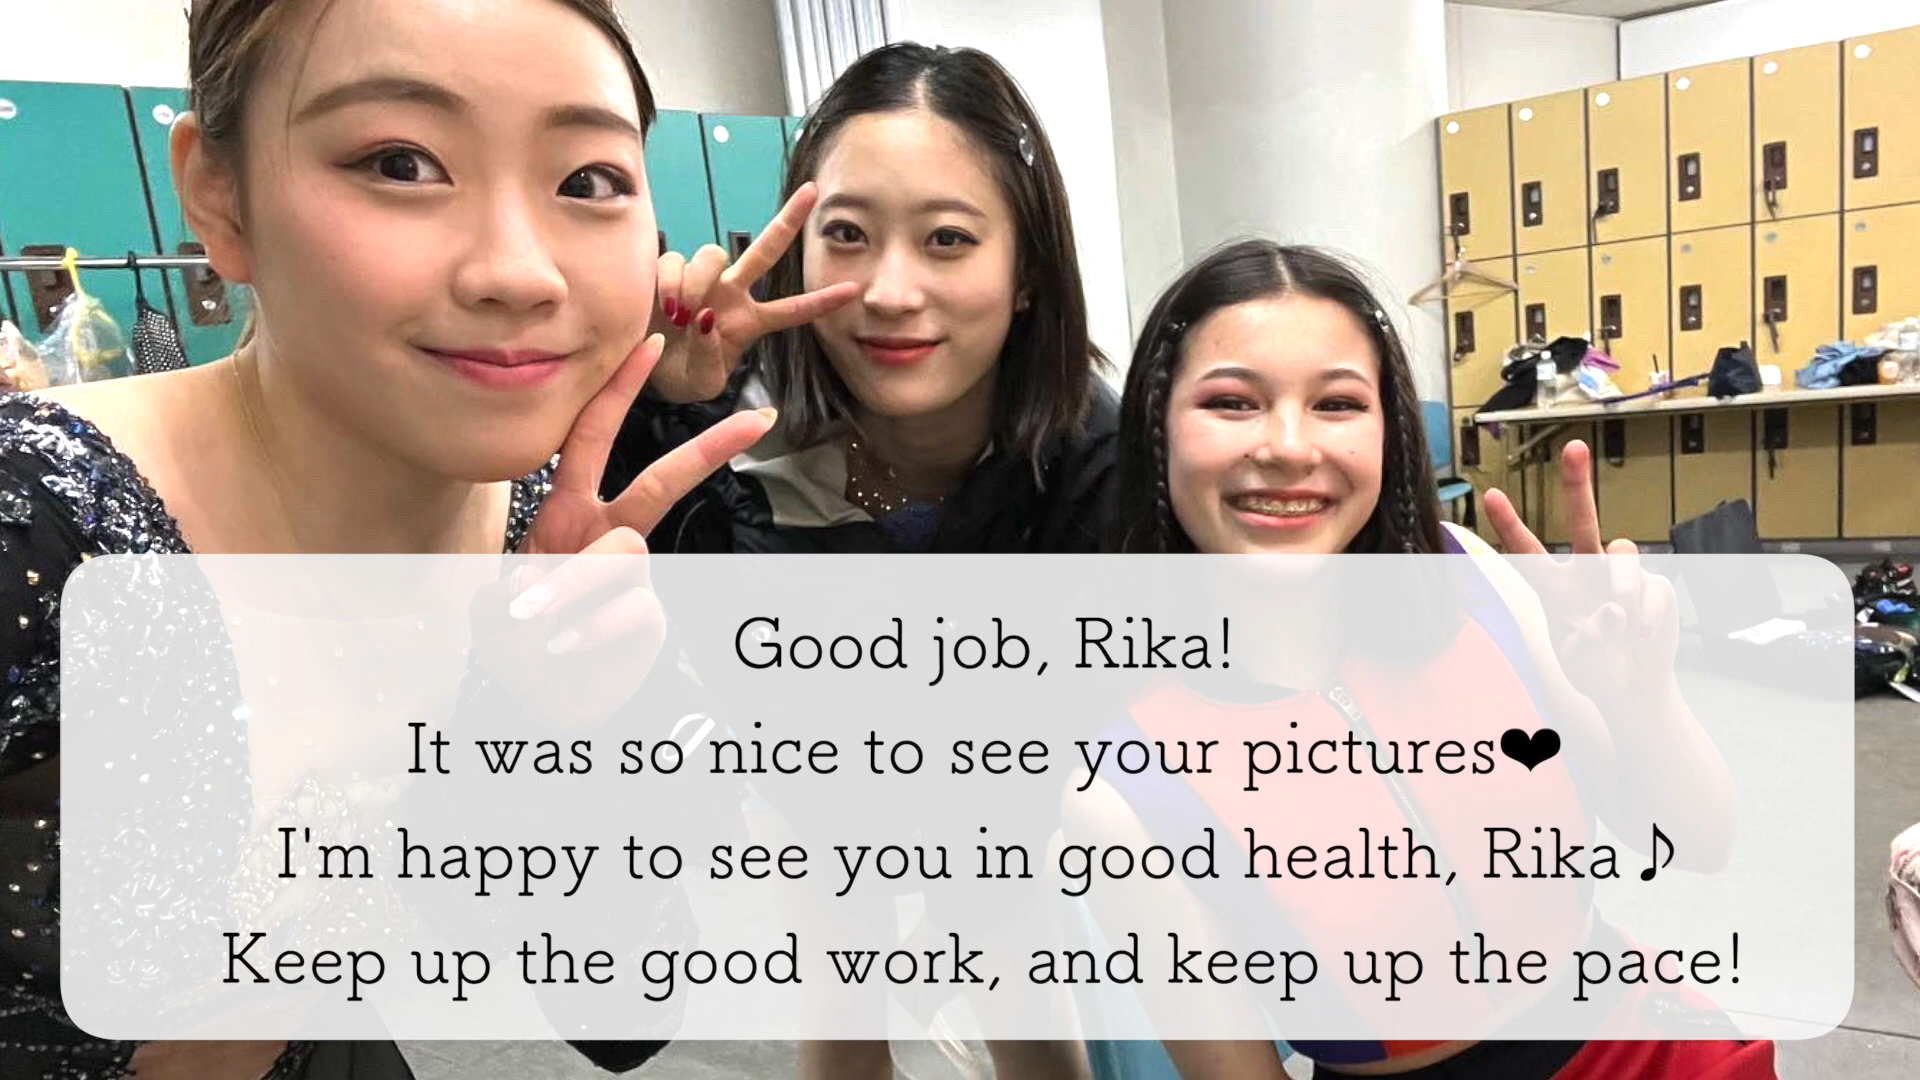 Good job, Rika!
It was so nice to see your pictures❤
I'm happy to see you in good health, Rika♪
Keep up the good work, and keep up the pace!